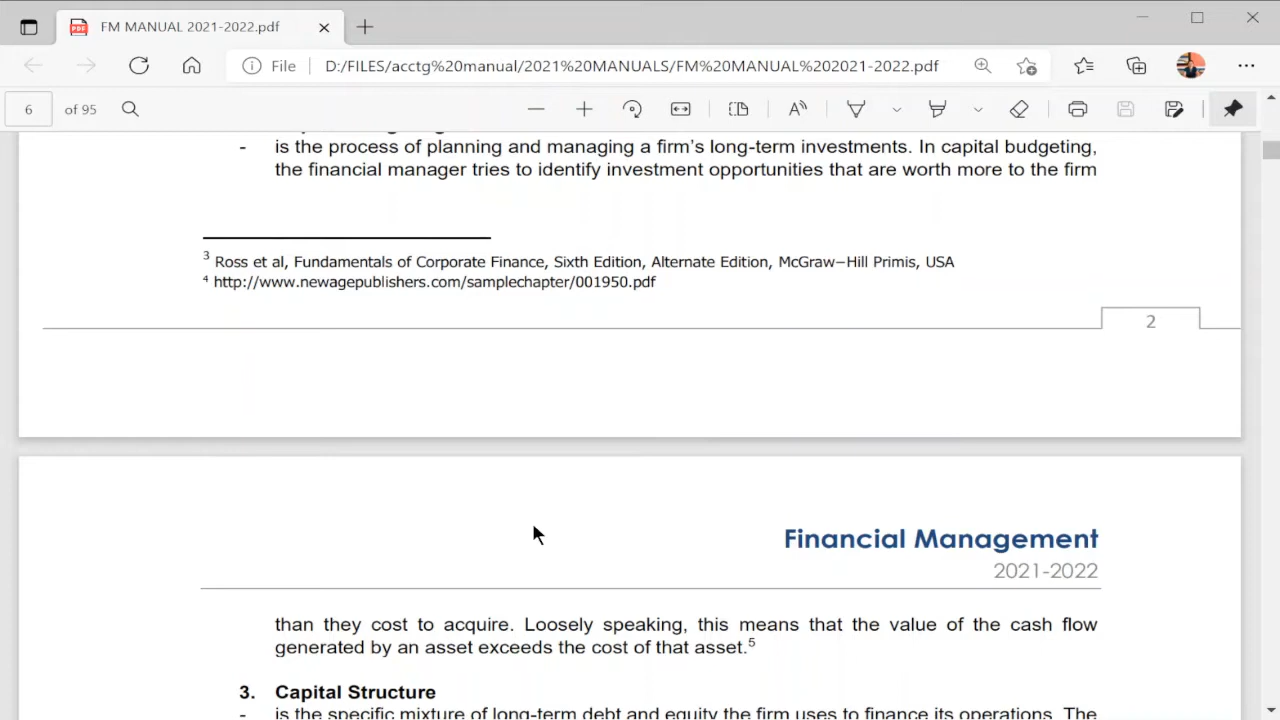 FM MANUAL 2021-2022.pdf
File D:/FILES/acctg%20manual/2021%20MANUALS/FM%20MANUAL%202021-2022.pdf
6 of 95
- is the process of planning and managing a firm's long-term investments. In capital budgeting,
the financial manager tries to identify investment opportunities that are worth more to the firm
3 Ross et al, Fundamentals of Corporate Finance, Sixth Edition, Alternate Edition, McGraw–Hill Primis, USA
4 http://www.newagepublishers.com/samplechapter/001950.pdf
2
Financial Management
2021-2022
than they cost to acquire. Loosely speaking, this means that the value of the cash flow
generated by an asset exceeds the cost of that asset.5
3. Capital Structure
- is the specific mixture of long-term debt and equity the firm uses to finance its operations. The